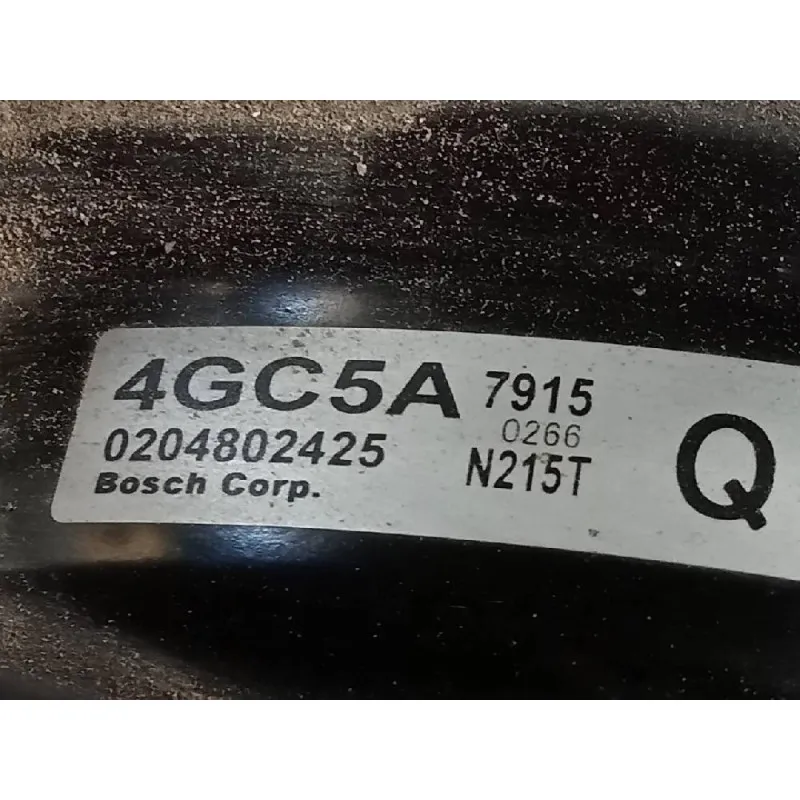 4GC5A 7915
0266
0204802425 N215T Q
Bosch Corp.